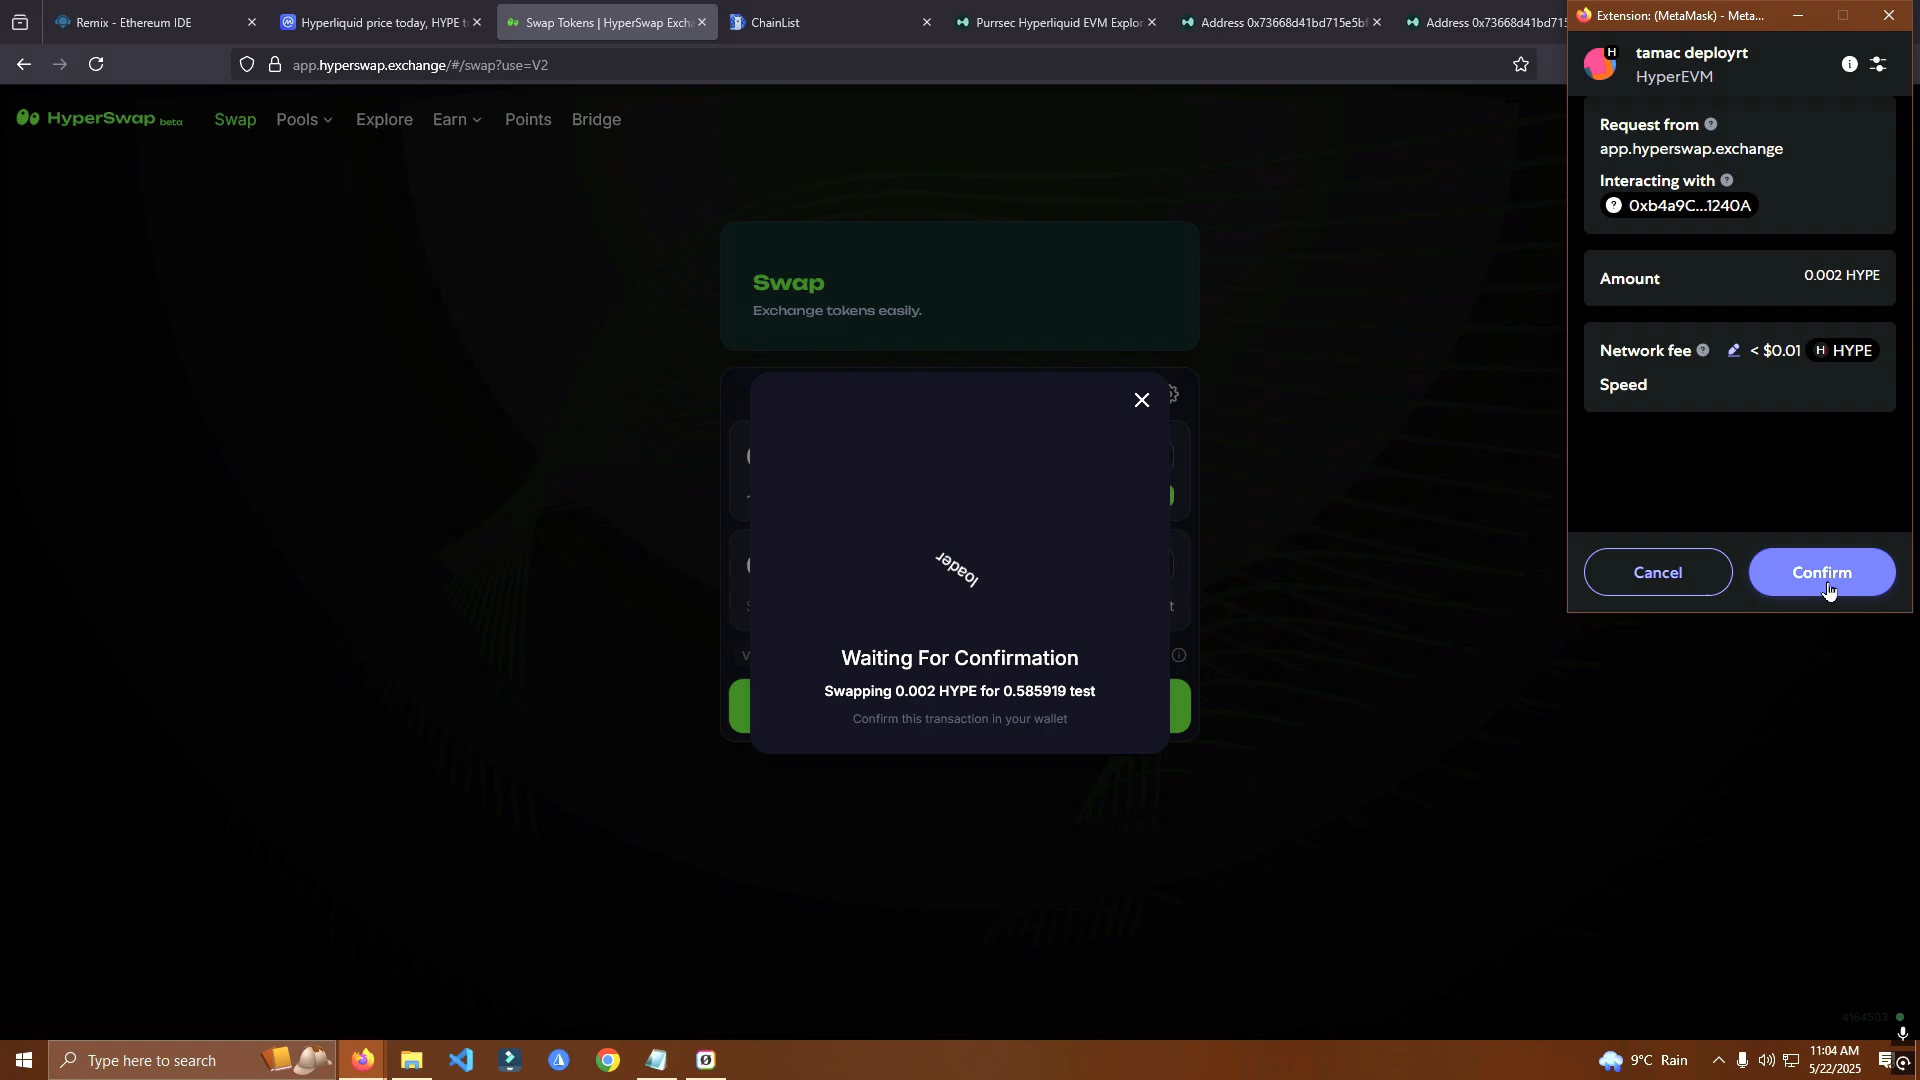 Remix - Ethereum IDE
Hyperliquid price today, HYPE t
Swap Tokens | HyperSwap Exch
ChainList
Purrsec Hyperliquid EVM Explor
Address 0x73668d41bd715e5bf
Address 0x73668d41bd715
app.hyperswap.exchange/#/swap?use=V2
HyperSwap beta
Swap
Pools
Explore
Earn
Points
Bridge
Swap
Exchange tokens easily.
loader
Waiting For Confirmation
Swapping 0.002 HYPE for 0.585919 test
Confirm this transaction in your wallet
V
t
Extension: (MetaMask) - Meta...
H
tamac deployrt
HyperEVM
Request from
app.hyperswap.exchange
Interacting with
0xb4a9C...1240A
Amount
0.002 HYPE
Network fee
< $0.01
H HYPE
Speed
Cancel
Confirm
4184503
Type here to search
9°C Rain
11:04 AM
5/22/2025